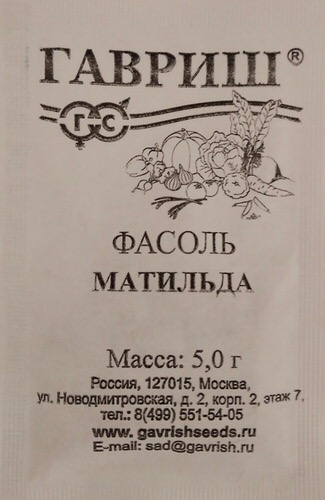 ГАВРИШ®
Г С
ФАСОЛЬ
МАТИЛЬДА
Масса: 5,0 г
Россия, 127015, Москва,
ул. Новодмитровская, д. 2, корп. 2, этаж 7,
тел.: 8(499) 551-54-05
www. gavrishseeds.ru
E-mail: sad@gavrish.ru